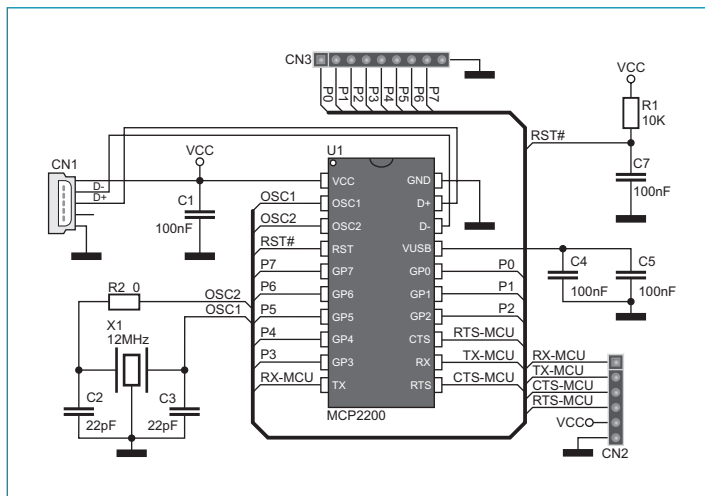 CN3
P0
P1
P2
P3
P4
P5
P6
P7
VCC
R1
10K
RST#
C7
100nF
CN1
D-
D+
VCC
C1
100nF
U1
VCC
OSC1
OSC2
RST
GP7
GP6
GP5
GP4
GP3
TX
GND
D+
D-
VUSB
GP0
GP1
GP2
CTS
RX
RTS
MCP2200
OSC1
OSC2
RST#
P7
P6
P5
P4
P3
RX-MCU
P0
P1
P2
RTS-MCU
TX-MCU
CTS-MCU
C4
100nF
C5
100nF
R2 0
OSC2
OSC1
X1
12MHz
C2
22pF
C3
22pF
RX-MCU
TX-MCU
CTS-MCU
RTS-MCU
VCC
CN2